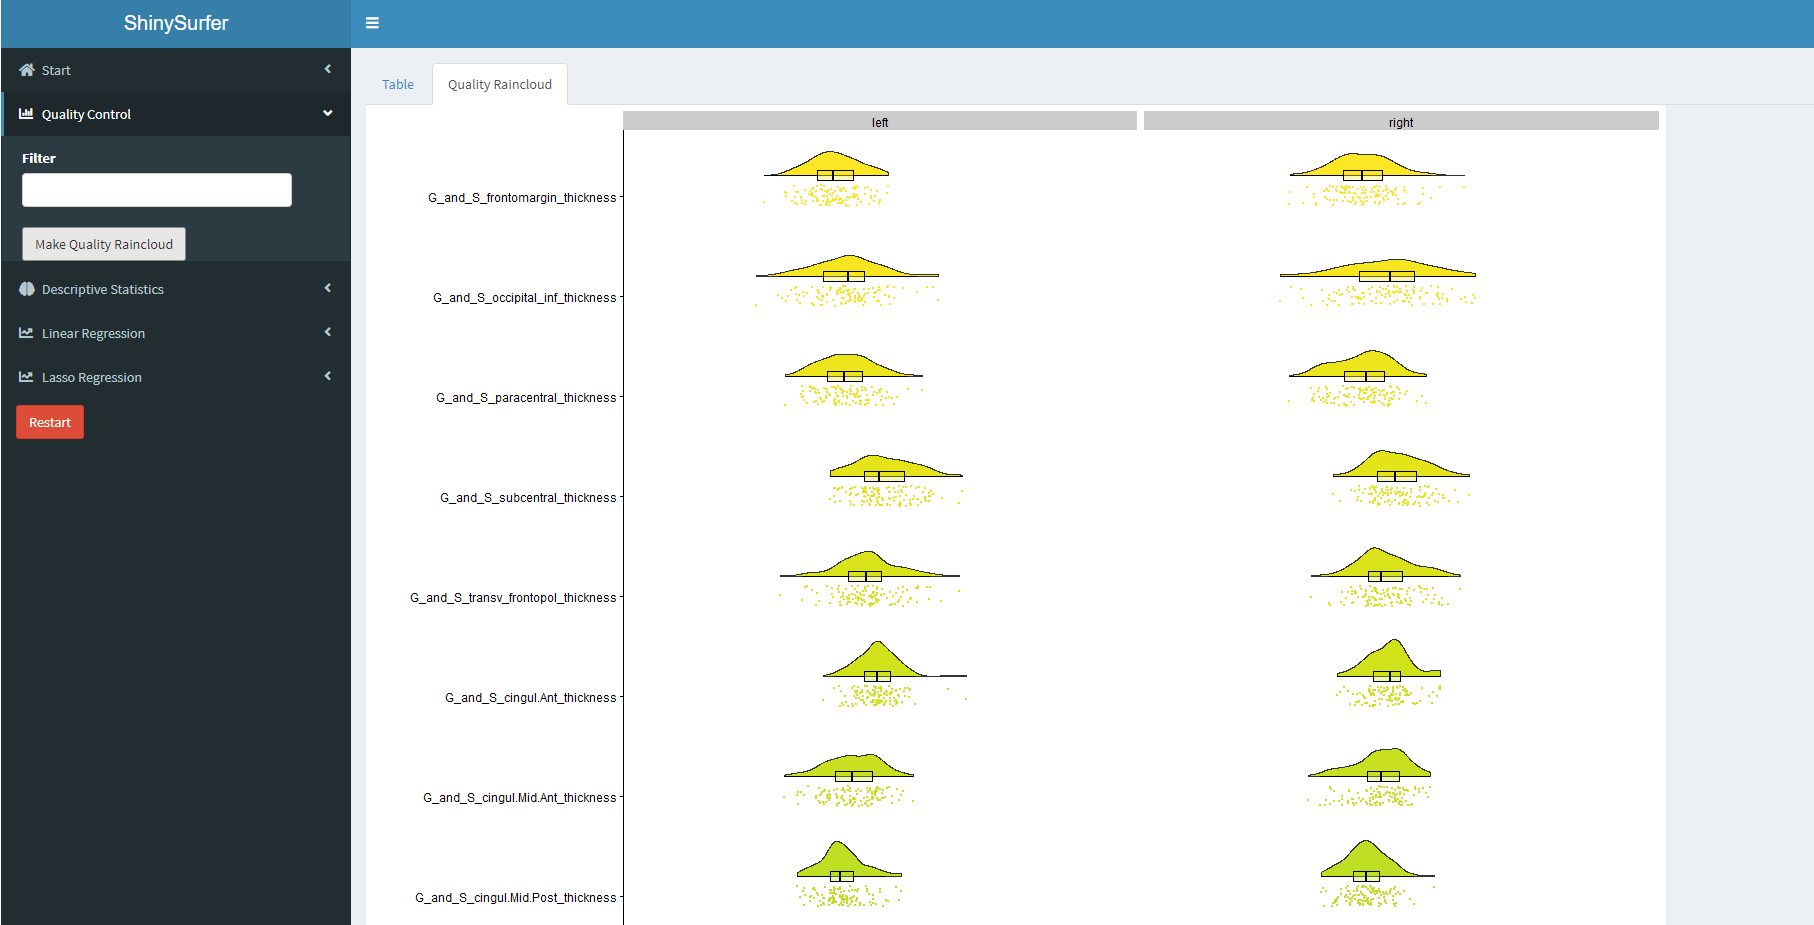 ShinySurfer
Start
Quality Control
Filter
Make Quality Raincloud
Descriptive Statistics
Linear Regression
Lasso Regression
Restart
Table
Quality Raincloud
left
right
G_and_S_frontomargin_thickness
G_and_S_occipital_inf_thickness
G_and_S_paracentral_thickness
G_and_S_subcentral_thickness
G_and_S_transv_frontopol_thickness
G_and_S_cingul.Ant_thickness
G_and_S_cingul.Mid.Ant_thickness
G_and_S_cingul.Mid.Post_thickness